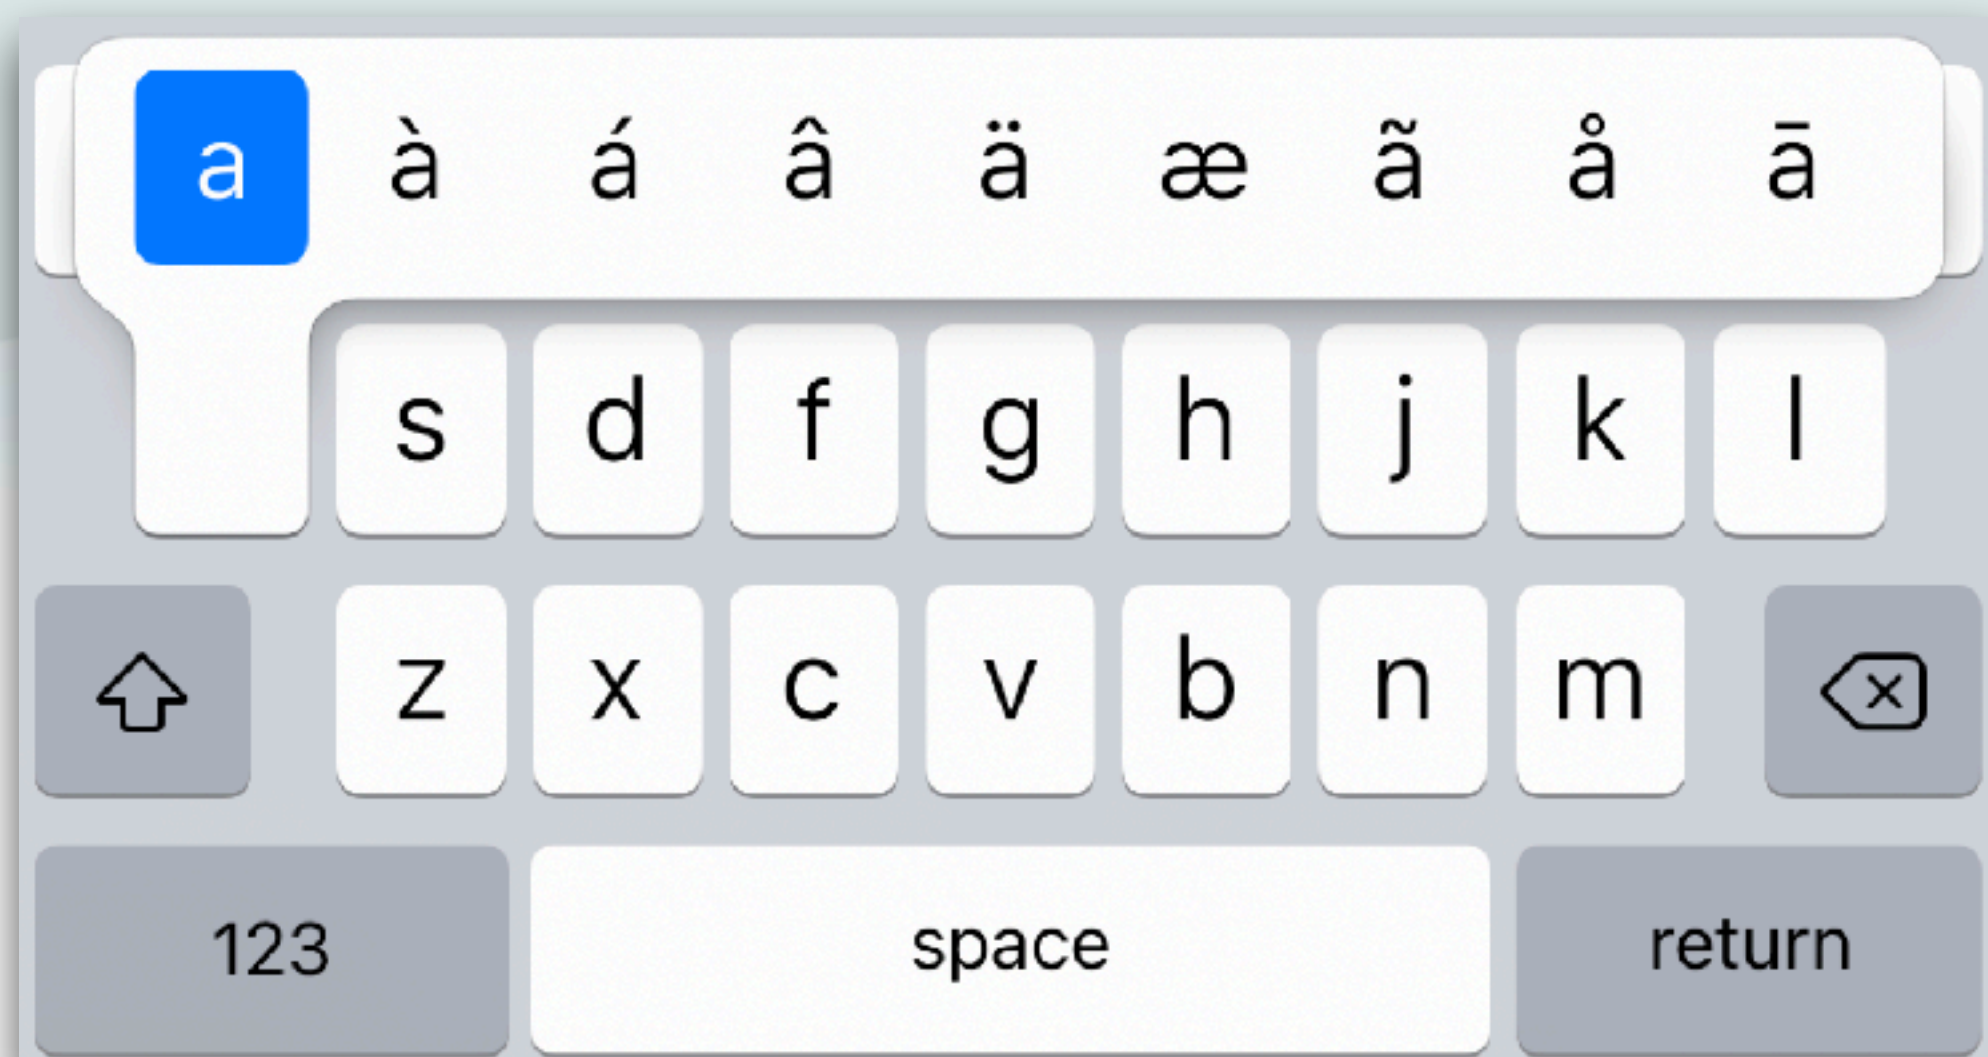 a à á â ä æ ã å ā
s d f g h j k l
z x c v b n m
123 space return